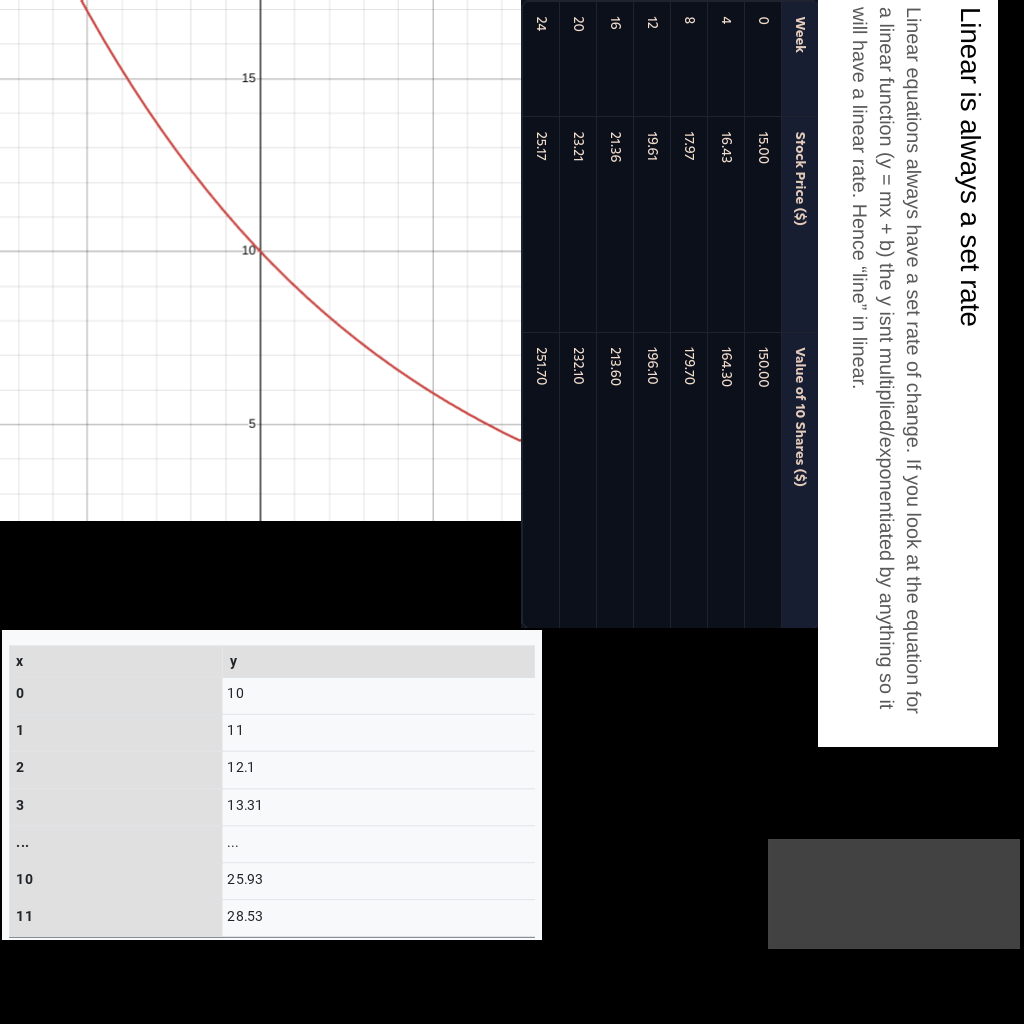 15
10
5
Week Stock Price ($) Value of 10 Shares ($)
0 15.00 150.00
4 16.43 164.30
8 17.97 179.70
12 19.61 196.10
16 21.36 213.60
20 23.21 232.10
24 25.17 251.70
Linear is always a set rate
Linear equations always have a set rate of change. If you look at the equation for
a linear function (y = mx + b) the y isnt multiplied/exponentiated by anything so it
will have a linear rate. Hence “line” in linear.
x y
0 10
1 11
2 12.1
3 13.31
... ...
10 25.93
11 28.53